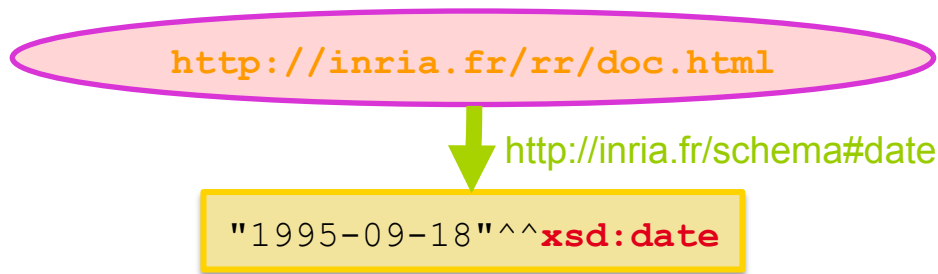 http://inria.fr/rr/doc.html
http://inria.fr/schema#date
"1995-09-18"^^xsd:date